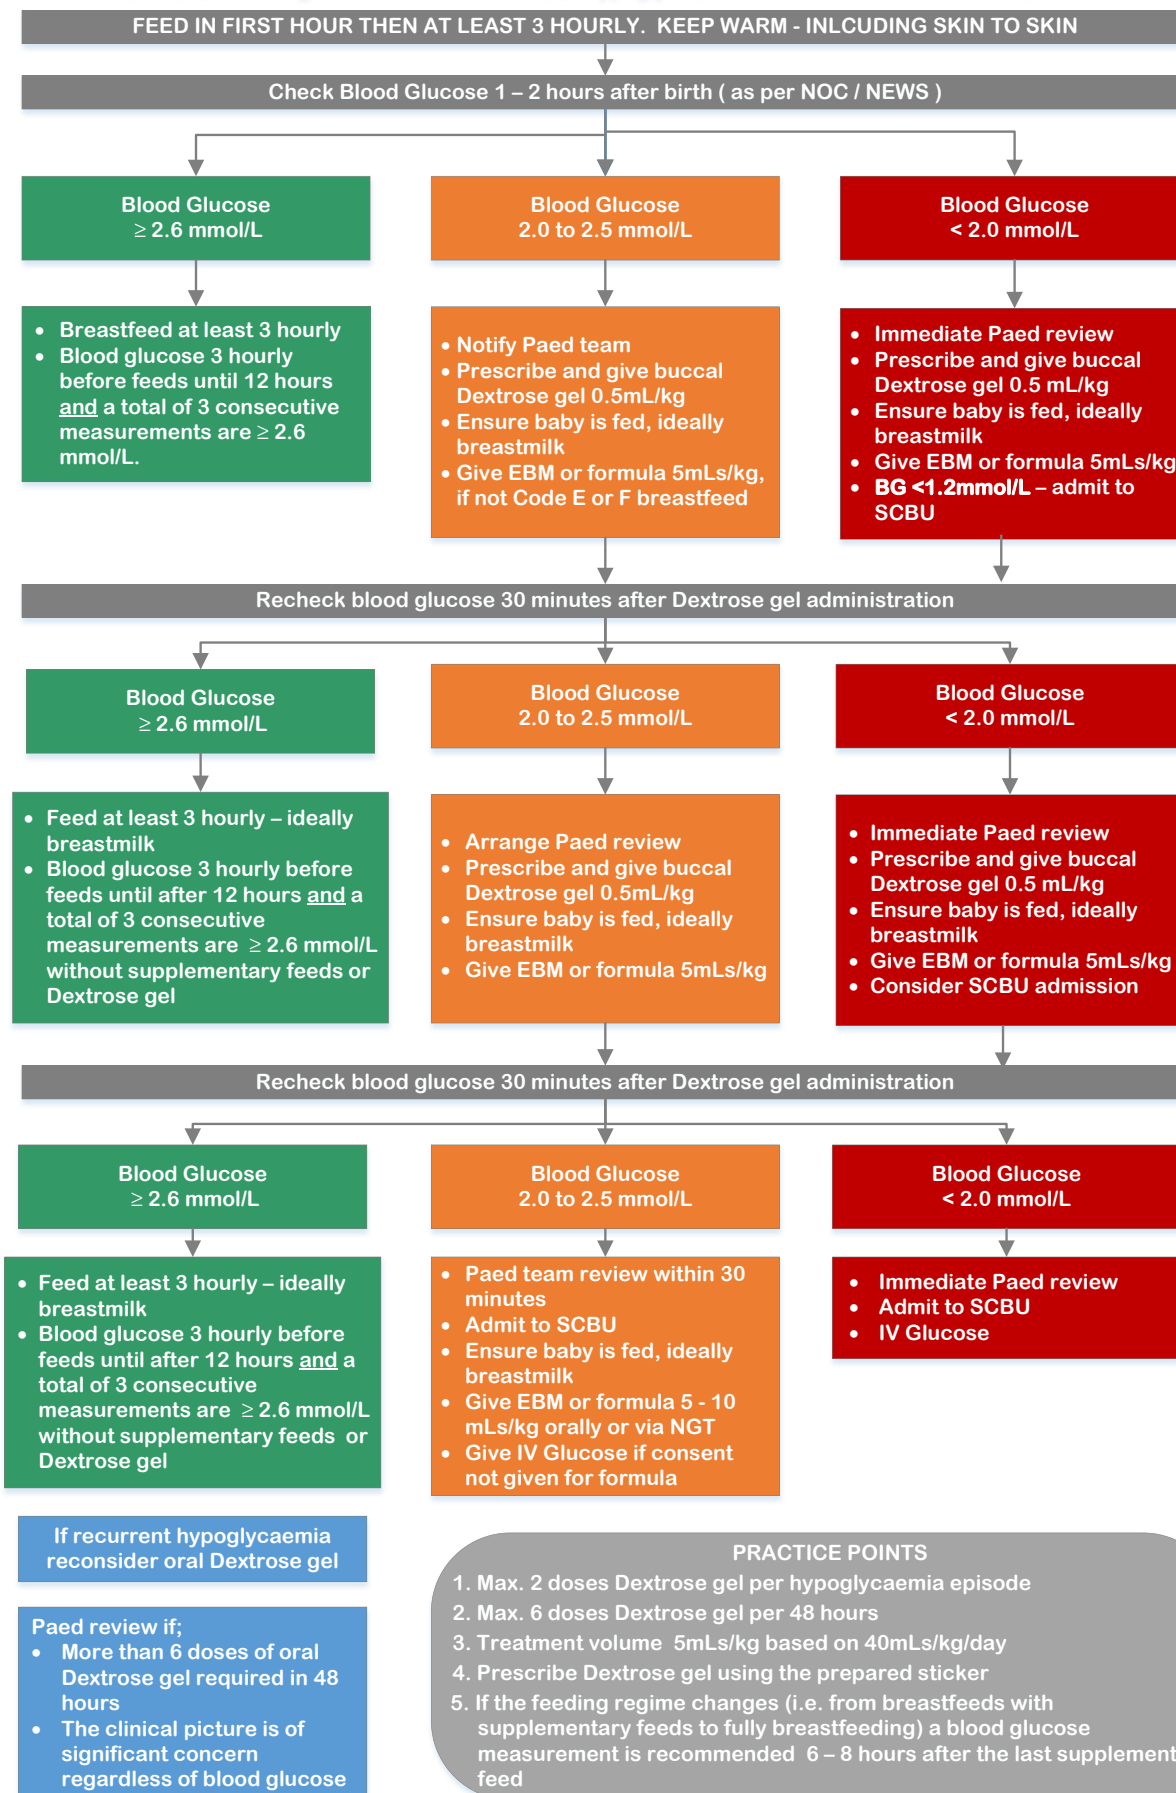 FEED IN FIRST HOUR THEN AT LEAST 3 HOURLY. KEEP WARM - INLCUDING SKIN TO SKIN
Check Blood Glucose 1 – 2 hours after birth ( as per NOC / NEWS )
Blood Glucose
≥ 2.6 mmol/L
Blood Glucose
2.0 to 2.5 mmol/L
Blood Glucose
< 2.0 mmol/L
• Breastfeed at least 3 hourly
• Blood glucose 3 hourly
before feeds until 12 hours
and a total of 3 consecutive
measurements are ≥ 2.6
mmol/L.
• Notify Paed team
• Prescribe and give buccal
Dextrose gel 0.5mL/kg
• Ensure baby is fed, ideally
breastmilk
• Give EBM or formula 5mLs/kg,
if not Code E or F breastfeed
• Immediate Paed review
• Prescribe and give buccal
Dextrose gel 0.5 mL/kg
• Ensure baby is fed, ideally
breastmilk
• Give EBM or formula 5mLs/kg
• BG <1.2mmol/L – admit to
SCBU
Recheck blood glucose 30 minutes after Dextrose gel administration
Blood Glucose
≥ 2.6 mmol/L
Blood Glucose
2.0 to 2.5 mmol/L
Blood Glucose
< 2.0 mmol/L
• Feed at least 3 hourly – ideally
breastmilk
• Blood glucose 3 hourly before
feeds until after 12 hours and a
total of 3 consecutive
measurements are ≥ 2.6 mmol/L
without supplementary feeds or
Dextrose gel
• Arrange Paed review
• Prescribe and give buccal
Dextrose gel 0.5mL/kg
• Ensure baby is fed, ideally
breastmilk
• Give EBM or formula 5mLs/kg
• Immediate Paed review
• Prescribe and give buccal
Dextrose gel 0.5 mL/kg
• Ensure baby is fed, ideally
breastmilk
• Give EBM or formula 5mLs/kg
• Consider SCBU admission
Recheck blood glucose 30 minutes after Dextrose gel administration
Blood Glucose
≥ 2.6 mmol/L
Blood Glucose
2.0 to 2.5 mmol/L
Blood Glucose
< 2.0 mmol/L
• Feed at least 3 hourly – ideally
breastmilk
• Blood glucose 3 hourly before
feeds until after 12 hours and a
total of 3 consecutive
measurements are ≥ 2.6 mmol/L
without supplementary feeds or
Dextrose gel
• Paed team review within 30
minutes
• Admit to SCBU
• Ensure baby is fed, ideally
breastmilk
• Give EBM or formula 5 - 10
mLs/kg orally or via NGT
• Give IV Glucose if consent
not given for formula
• Immediate Paed review
• Admit to SCBU
• IV Glucose
If recurrent hypoglycaemia
reconsider oral Dextrose gel
Paed review if;
• More than 6 doses of oral
Dextrose gel required in 48
hours
• The clinical picture is of
significant concern
regardless of blood glucose
PRACTICE POINTS
1. Max. 2 doses Dextrose gel per hypoglycaemia episode
2. Max. 6 doses Dextrose gel per 48 hours
3. Treatment volume 5mLs/kg based on 40mLs/kg/day
4. Prescribe Dextrose gel using the prepared sticker
5. If the feeding regime changes (i.e. from breastfeeds with
supplementary feeds to fully breastfeeding) a blood glucose
measurement is recommended 6 – 8 hours after the last supplement
feed